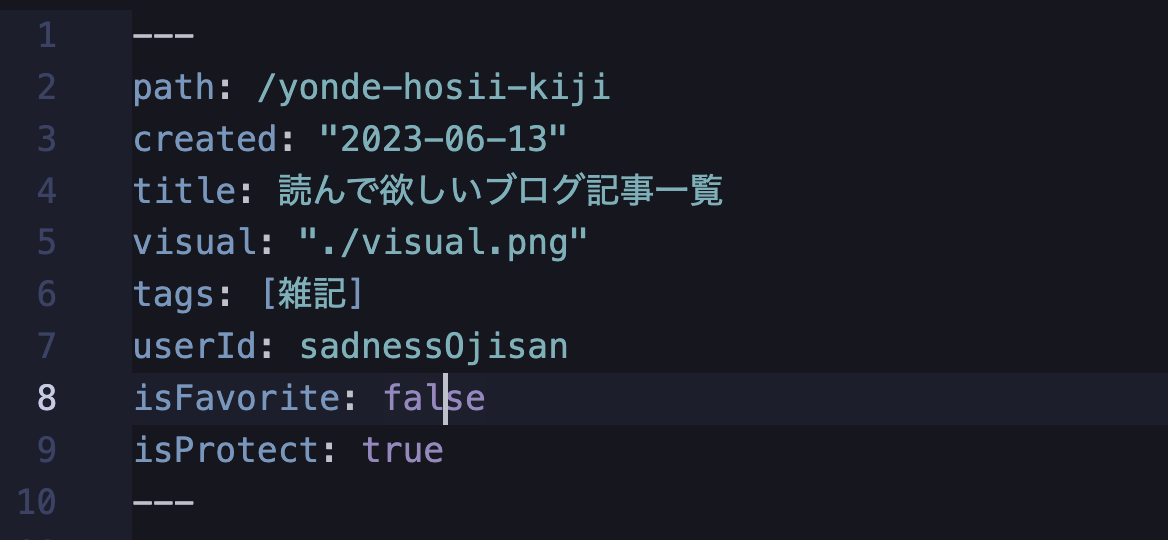 1 ---
2 path: /yonde-hosii-kiji
3 created: "2023-06-13"
4 title: 読んで欲しいブログ記事一覧
5 visual: "./visual.png"
6 tags: [雑記]
7 userId: sadnessOjisan
8 isFavorite: false
9 isProtect: true
10 ---